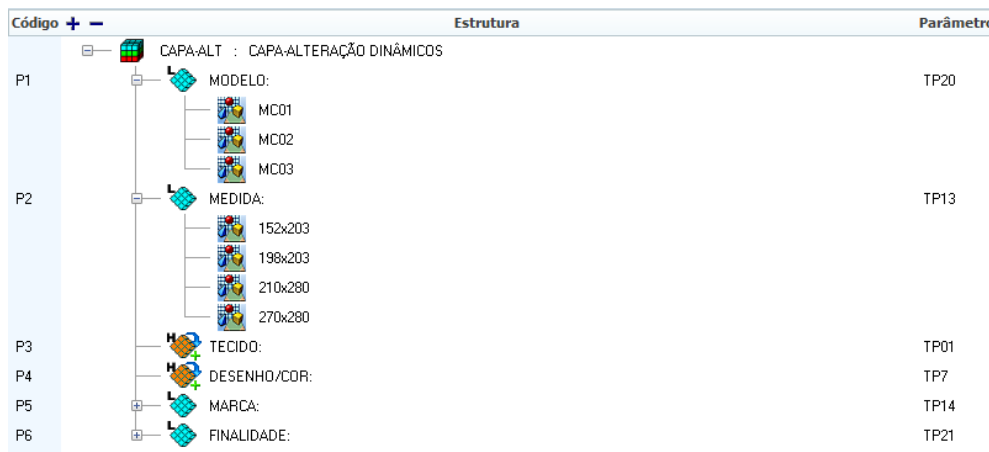 Código + − Estrutura Parâmetro
CAPA-ALT : CAPA-ALTERAÇÃO DINÂMICOS
P1 L MODELO: TP20
MC01
MC02
MC03
P2 L MEDIDA: TP13
152x203
198x203
210x280
270x280
P3 H TECIDO: TP01
P4 H DESENHO/COR: TP7
P5 L MARCA: TP14
P6 L FINALIDADE: TP21